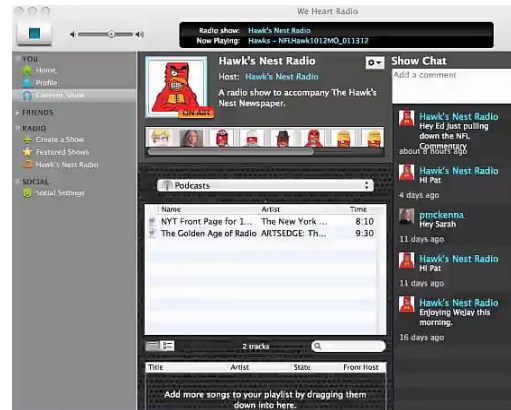 We Heart Radio
Radio show: Hawk's Nest Radio
Now Playing: Hawks – NFLHawk1012MO_011312
YOU
Home
Profile
Current Show
FRIENDS
RADIO
Create a Show
Featured Shows
Hawk's Nest Radio
SOCIAL
Social Settings
Hawk's Nest Radio
Host: Hawk's Nest Radio
A radio show to accompany The Hawk's
Nest Newspaper.
ON AIR
Podcasts
Name Artist Time
NYT Front Page for 1... The New York ... 8:10
The Golden Age of Radio ARTSEDGE: Th... 9:30
2 tracks
Title Artist State From Host
Add more songs to your playlist by dragging them
down into here.
Show Chat
Add a comment
Hawk's Nest Radio
Hey Ed Just pulling
down the NFL
Commentary
about 8 hours ago
Hawk's Nest Radio
Hi Pat
4 days ago
pmckenna
Hey Sarah
11 days ago
Hawk's Nest Radio
Hi Pat
11 days ago
Hawk's Nest Radio
Enjoying WeJay this
morning.
16 days ago